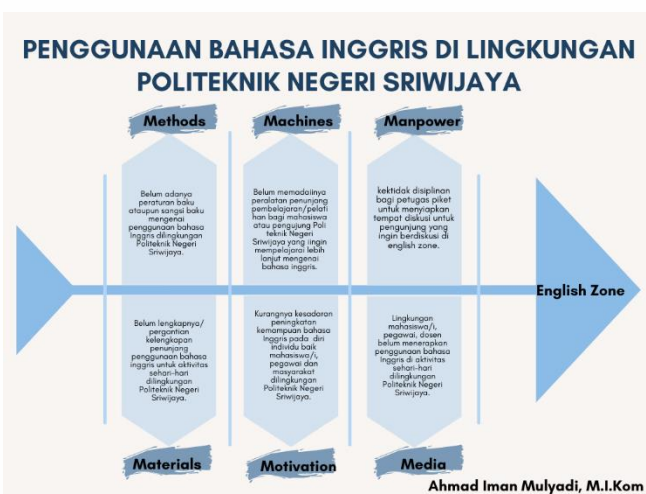 PENGGUNAAN BAHASA INGGRIS DI LINGKUNGAN
POLITEKNIK NEGERI SRIWIJAYA
Methods
Belum adanya
peraturan baku
ataupun sangsi baku
mengenai
penggunaan bahasa
Inggris dilingkungan
Politeknik Negeri
Sriwijaya.
Machines
Belum memadainya
peralatan penunjang
pembelajaran/pelati
han bagi mahasiswa
atau pengujung Poli
teknik Negeri
Sriwijaya yang iingin
mempelajarai lebih
lanjut mengenai
bahasa inggris.
Manpower
kektidak disiplinan
bagi petugas piket
untuk menyiapkan
tempat diskusi untuk
pengunjung yang
ingin berdiskusi di
english zone.
English Zone
Belum lengkapnya/
pergantian
kelengkapan
penunjang
penggunaan bahasa
inggris untuk aktivitas
sehari-hari
dilingkungan
Politeknik Negeri
Sriwijaya.
Materials
Kurangnya kesadaran
peningkatan
kemampuan bahasa
Inggris pada diri
individu baik
mahasiswa/i,
pegawai dan
masyarakat
dilingkungan
Politeknik Negeri
Sriwijaya.
Motivation
Lingkungan
mahasiswa/i,
pegawai, dosen
belum menerapkan
penggunaan bahasa
Inggris di aktivitas
sehari-hari
dilingkungan
Politeknik Negeri
Sriwijaya.
Media
Ahmad Iman Mulyadi, M.I.Kom